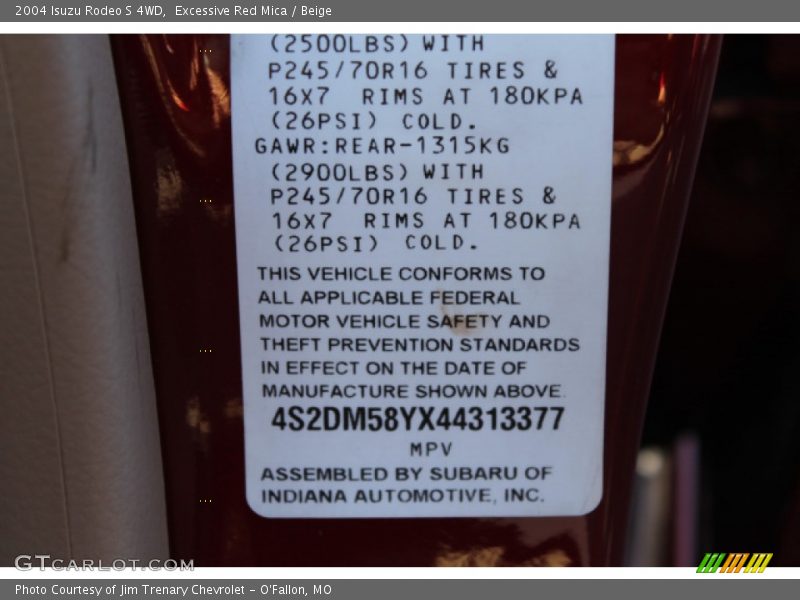 2004 Isuzu Rodeo S 4WD,  Excessive Red Mica / Beige
(2500LBS) WITH
P245/70R16 TIRES &
16X7 RIMS AT 180KPA
(26PSI) COLD.
GAWR:REAR-1315KG
(2900LBS) WITH
P245/70R16 TIRES &
16X7 RIMS AT 180KPA
(26PSI) COLD.
THIS VEHICLE CONFORMS TO
ALL APPLICABLE FEDERAL
MOTOR VEHICLE SAFETY AND
THEFT PREVENTION STANDARDS
IN EFFECT ON THE DATE OF
MANUFACTURE SHOWN ABOVE.
4S2DM58YX44313377
MPV
ASSEMBLED BY SUBARU OF
INDIANA AUTOMOTIVE, INC.
GTCARLOT.COM
Photo Courtesy of Jim Trenary Chevrolet - O'Fallon, MO